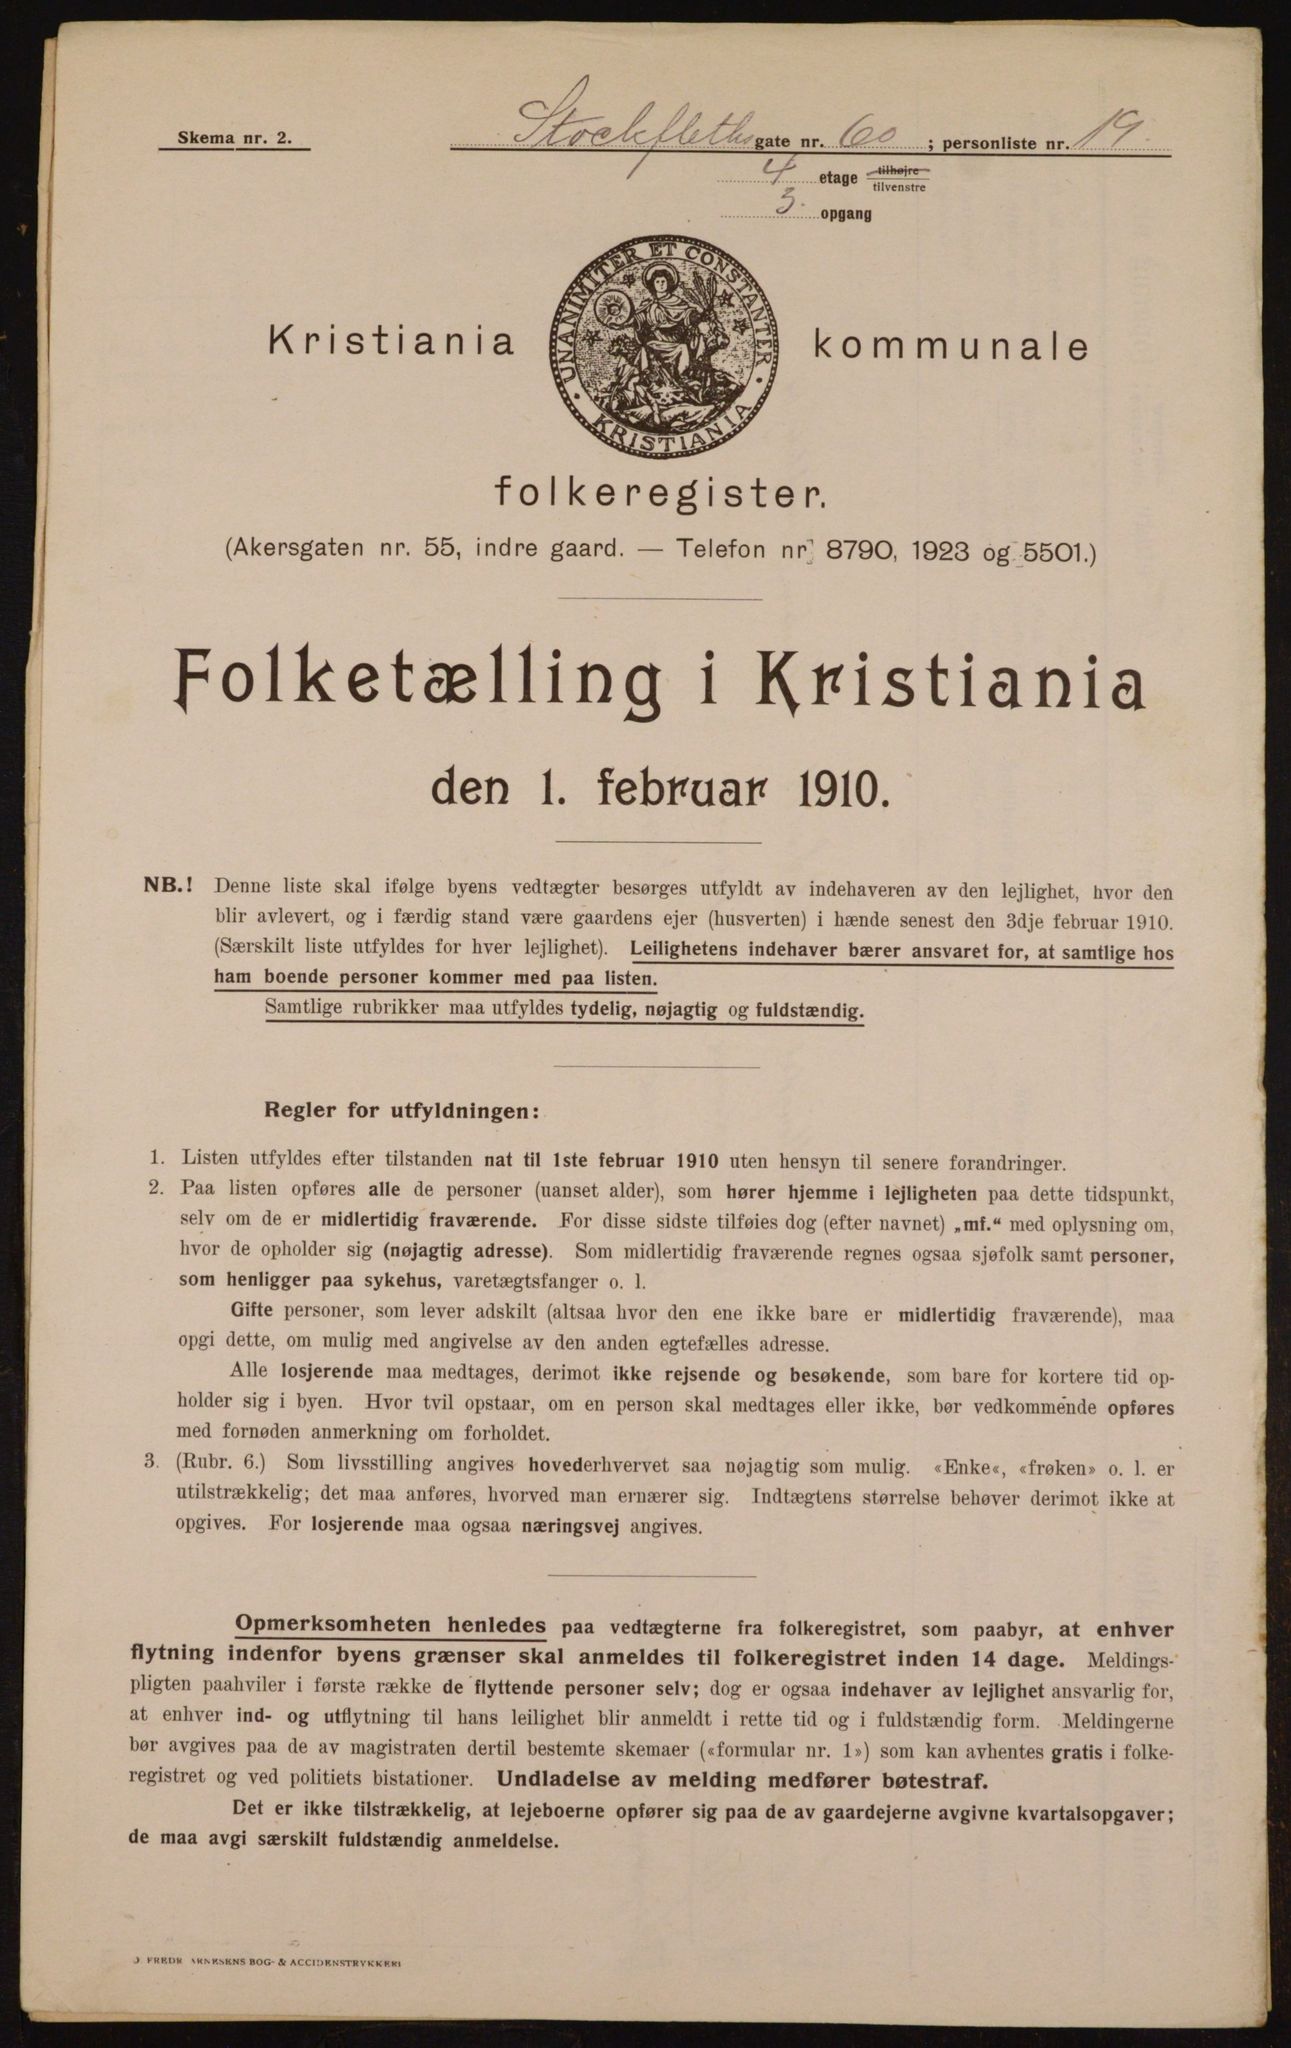 Skema nr. 2. Stockflethsgate nr. 60; personliste nr. 19.
4 etage tilhøjre
tilvenstre
3. opgang
UNANIMITER ET CONSTANTER
KRISTIANIA
Kristiania kommunale
folkeregister.
(Akersgaten nr. 55, indre gaard. — Telefon nr. 8790, 1923 og 5501.)
Folketælling i Kristiania
den 1. februar 1910.
NB.! Denne liste skal ifølge byens vedtægter besørges utfyldt av indehaveren av den lejlighet, hvor den
blir avlevert, og i færdig stand være gaardens ejer (husverten) i hænde senest den 3dje februar 1910.
(Særskilt liste utfyldes for hver lejlighet). Leilighetens indehaver bærer ansvaret for, at samtlige hos
ham boende personer kommer med paa listen.
Samtlige rubrikker maa utfyldes tydelig, nøjagtig og fuldstændig.
Regler for utfyldningen:
1. Listen utfyldes efter tilstanden nat til 1ste februar 1910 uten hensyn til senere forandringer.
2. Paa listen opføres alle de personer (uanset alder), som hører hjemme i lejligheten paa dette tidspunkt,
selv om de er midlertidig fraværende. For disse sidste tilføies dog (efter navnet) „mf.“ med oplysning om,
hvor de opholder sig (nøjagtig adresse). Som midlertidig fraværende regnes ogsaa sjøfolk samt personer,
som henligger paa sykehus, varetægtsfanger o. l.
Gifte personer, som lever adskilt (altsaa hvor den ene ikke bare er midlertidig fraværende), maa
opgi dette, om mulig med angivelse av den anden egtefælles adresse.
Alle losjerende maa medtages, derimot ikke rejsende og besøkende, som bare for kortere tid op-
holder sig i byen. Hvor tvil opstaar, om en person skal medtages eller ikke, bør vedkommende opføres
med fornøden anmerkning om forholdet.
3. (Rubr. 6.) Som livsstilling angives hovederhvervet saa nøjagtig som mulig. «Enke«, «frøken» o. l. er
utilstrækkelig; det maa anføres, hvorved man ernærer sig. Indtægtens størrelse behøver derimot ikke at
opgives. For losjerende maa ogsaa næringsvej angives.
Opmerksomheten henledes paa vedtægterne fra folkeregistret, som paabyr, at enhver
flytning indenfor byens grænser skal anmeldes til folkeregistret inden 14 dage. Meldings-
pligten paahviler i første række de flyttende personer selv; dog er ogsaa indehaver av lejlighet ansvarlig for,
at enhver ind- og utflytning til hans leilighet blir anmeldt i rette tid og i fuldstændig form. Meldingerne
bør avgives paa de av magistraten dertil bestemte skemaer («formular nr. 1») som kan avhentes gratis i folke-
registret og ved politiets bistationer. Undladelse av melding medfører bøtestraf.
Det er ikke tilstrækkelig, at lejeboerne opfører sig paa de av gaardejerne avgivne kvartalsopgaver;
de maa avgi særskilt fuldstændig anmeldelse.
FREDR ARNESENS BOG- & ACCIDENSTRYKKERI